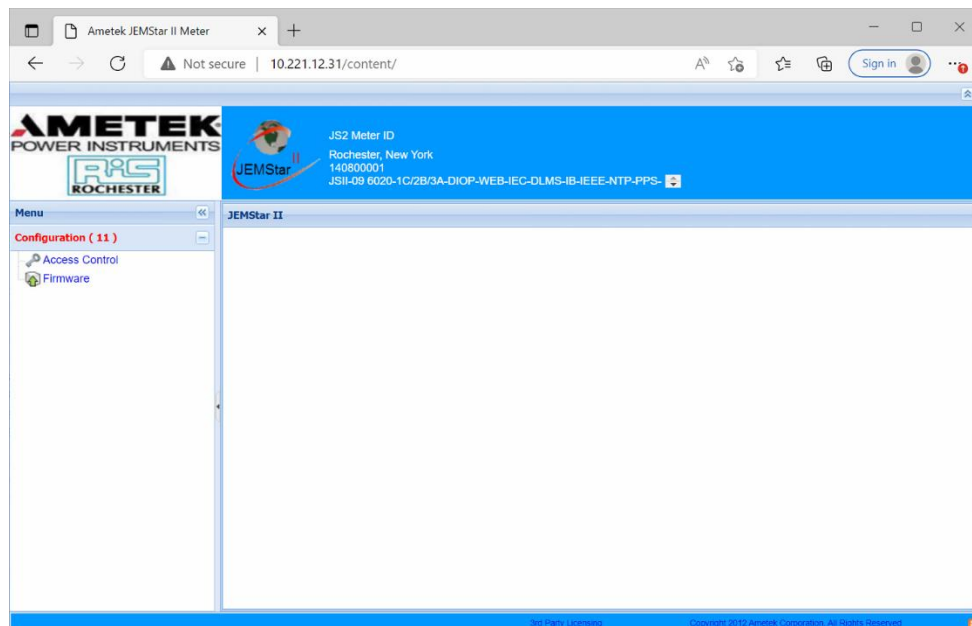 Ametek JEMStar II Meter
Not secure | 10.221.12.31/content/
Sign in
AMETEK
POWER INSTRUMENTS
RiS
ROCHESTER
JEMStar II
JS2 Meter ID
Rochester, New York
140800001
JSII-09 6020-1C/2B/3A-DIOP-WEB-IEC-DLMS-IB-IEEE-NTP-PPS-
Menu
JEMStar II
Configuration ( 11 )
Access Control
Firmware
3rd Party Licensing
Copyright 2012 Ametek Corporation. All Rights Reserved